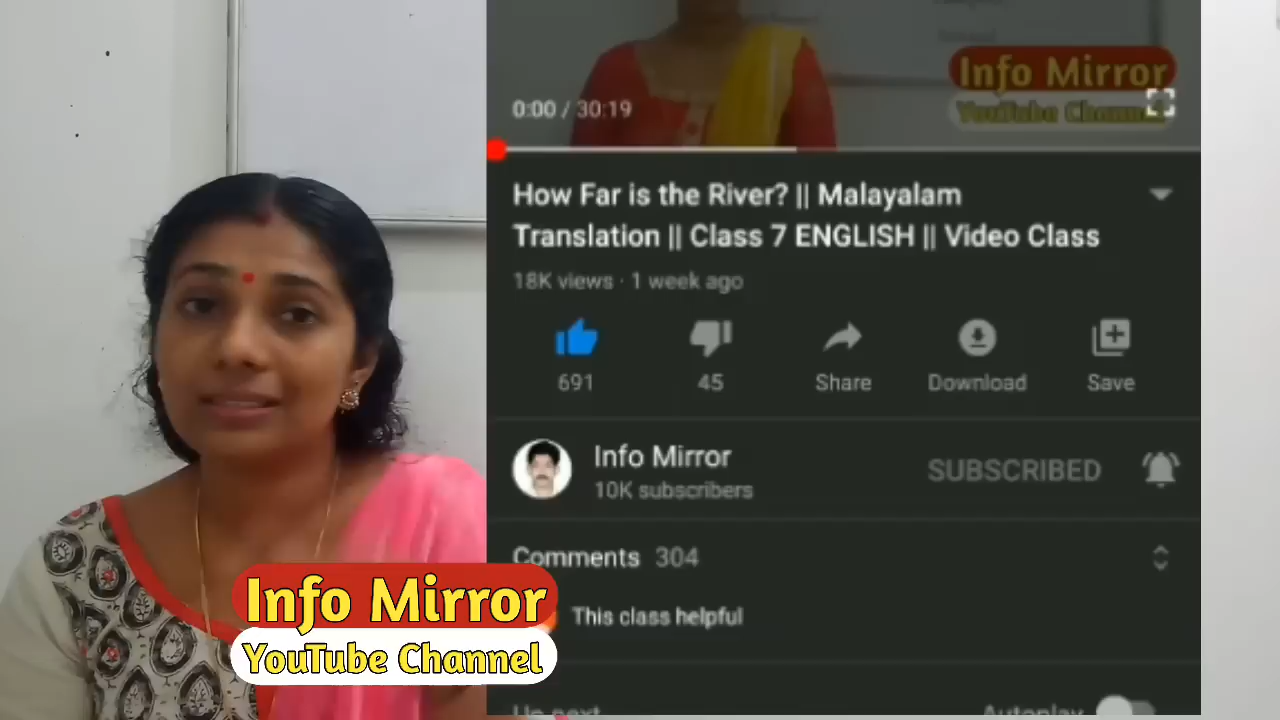 Info Mirror
YouTube Channel
0:00 / 30:19
How Far is the River? || Malayalam
Translation || Class 7 ENGLISH || Video Class
18K views · 1 week ago
691
45
Share
Download
Save
Info Mirror
10K subscribers
SUBSCRIBED
Comments 304
This class helpful
Up next
Autoplay
Info Mirror
YouTube Channel